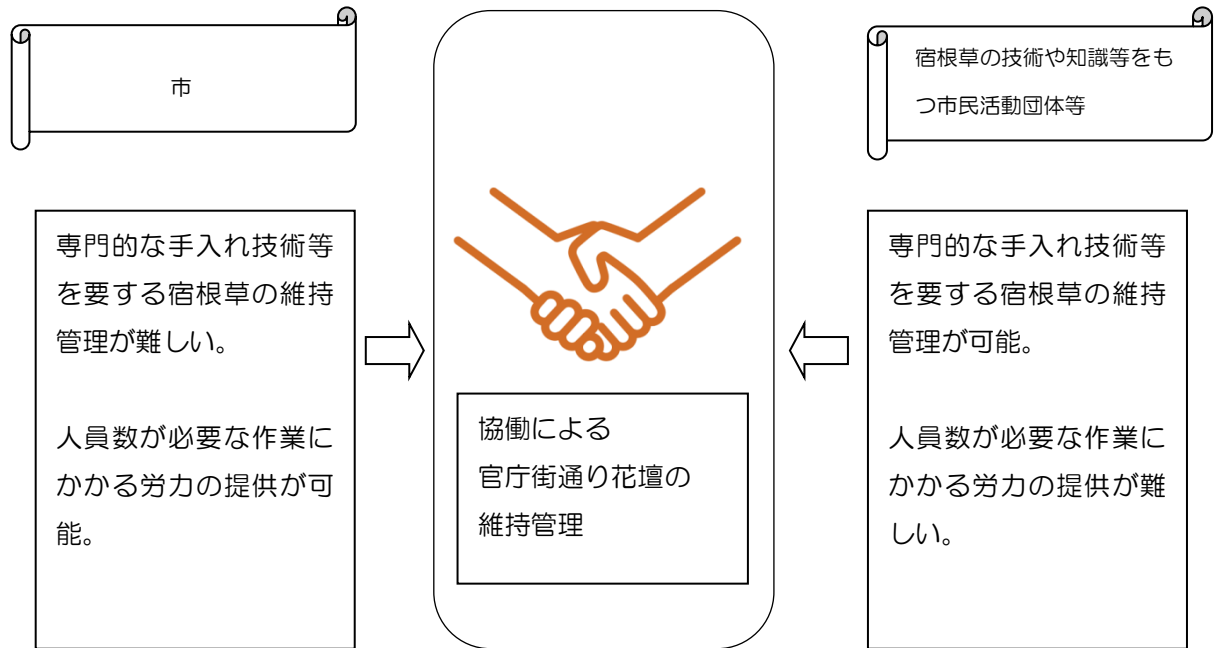 市
宿根草の技術や知識等をも
つ市民活動団体等
専門的な手入れ技術等
を要する宿根草の維持
管理が難しい。
人員数が必要な作業に
かかる労力の提供が可
能。
協働による
官庁街通り花壇の
維持管理
専門的な手入れ技術等
を要する宿根草の維持
管理が可能。
人員数が必要な作業に
かかる労力の提供が難
しい。